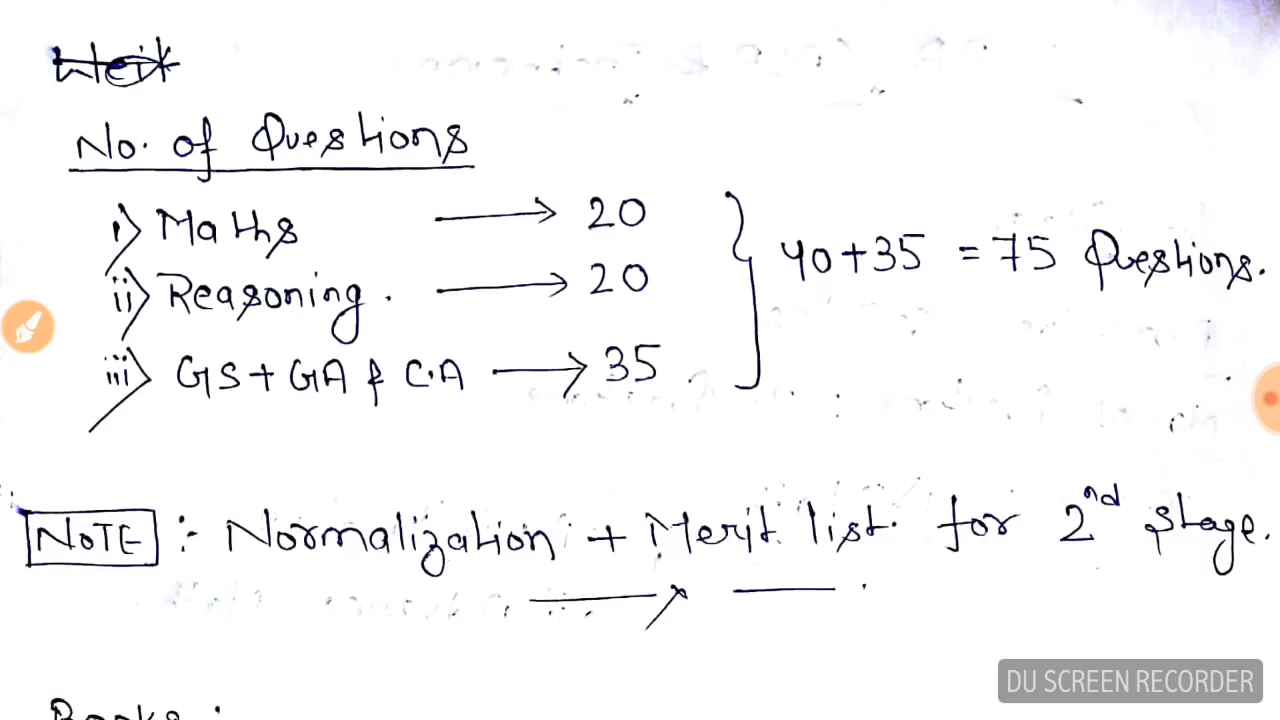 No. of Questions
i) Maths → 20
ii) Reasoning. → 20
iii) GS + GA & C.A → 35
} 40+35 = 75 Questions.
NOTE :- Normalization + Merit list for 2nd stage.
Books :
DU SCREEN RECORDER